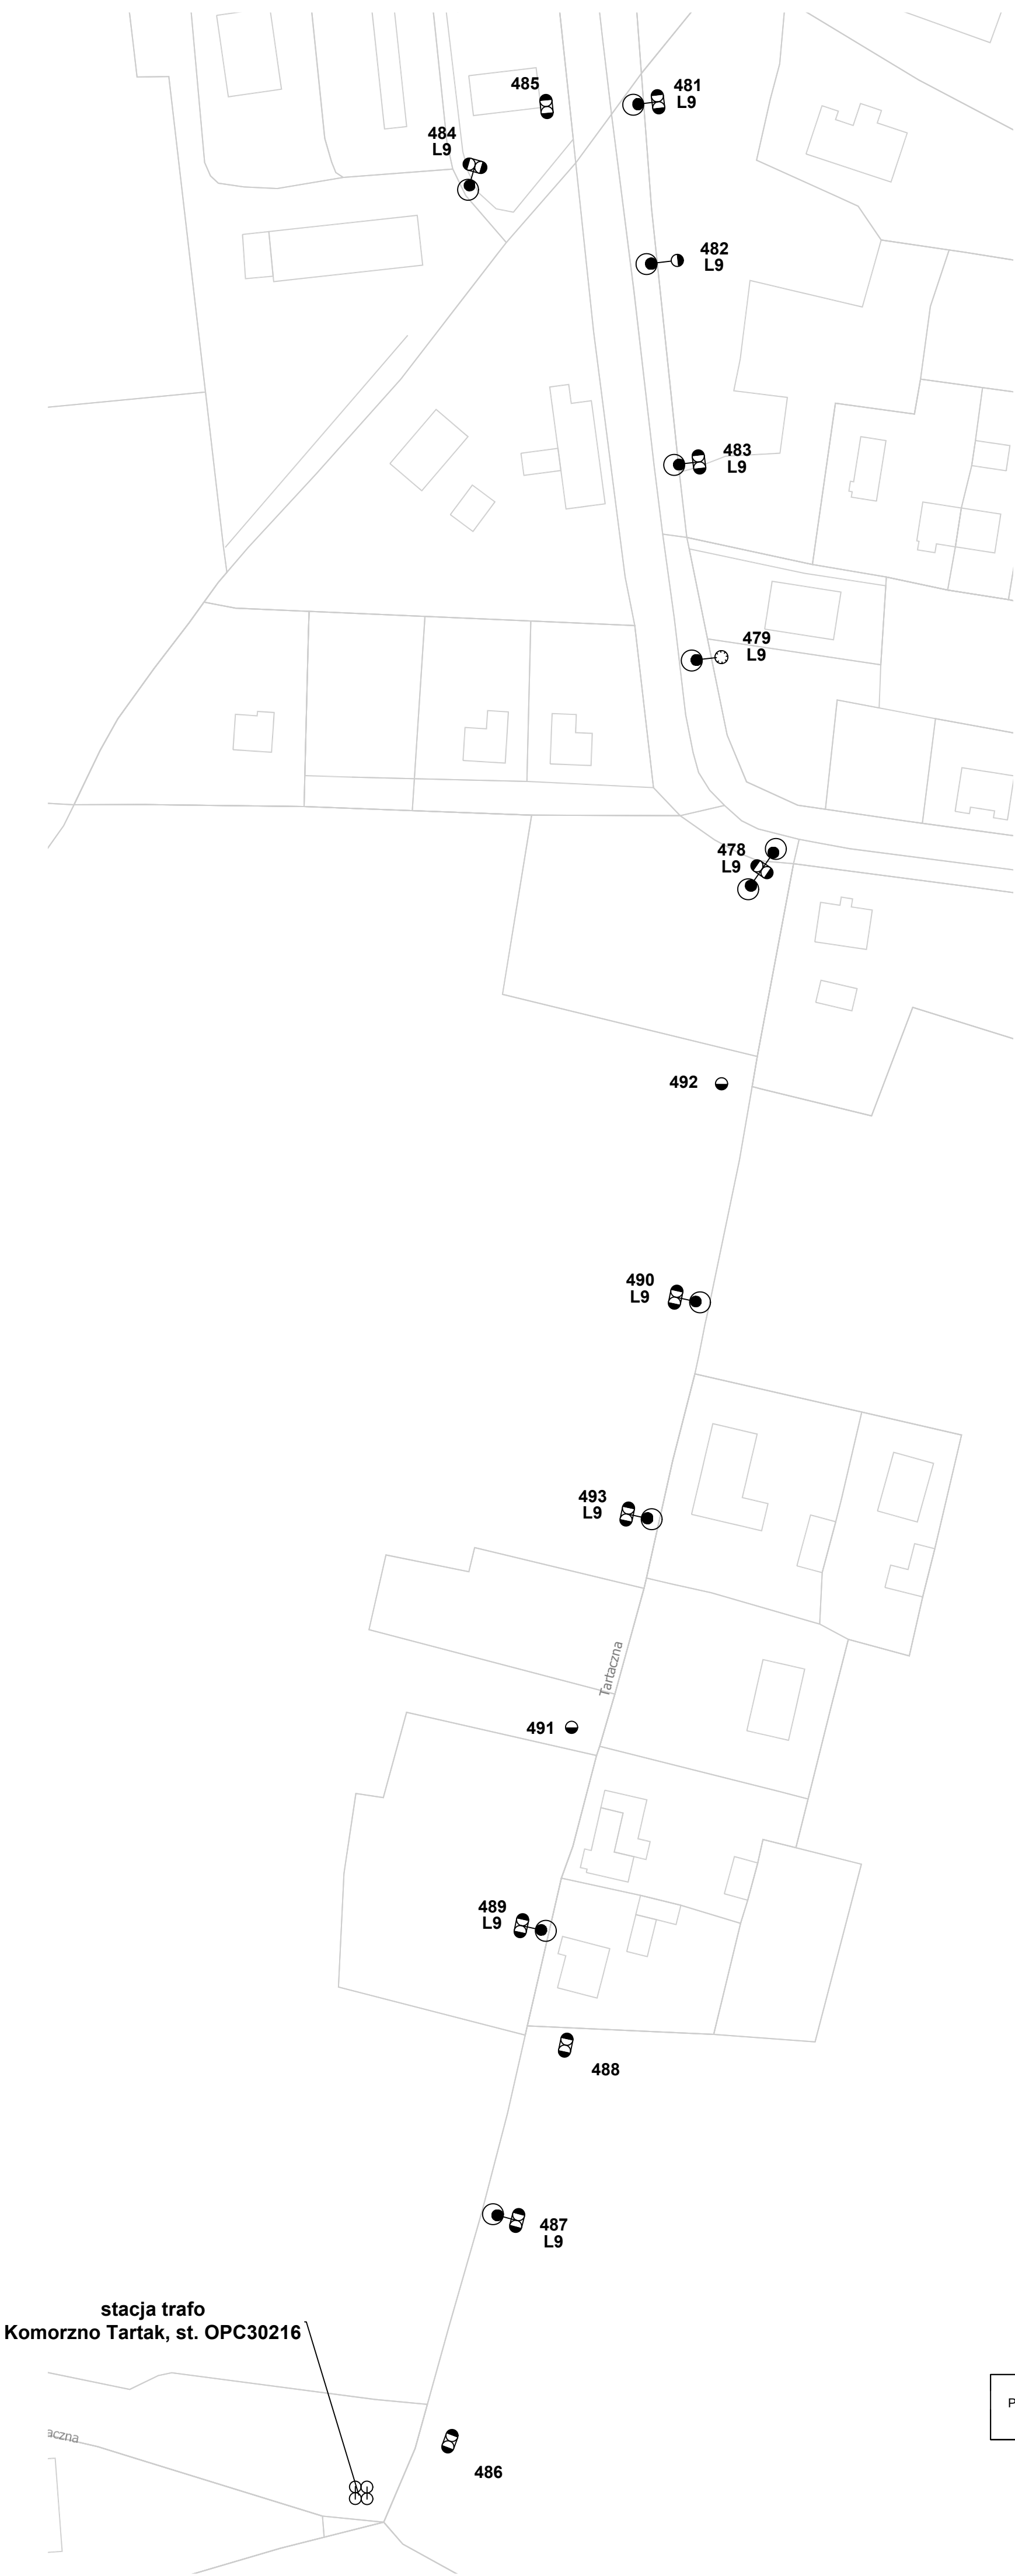 485
481
L9
484
L9
482
L9
483
L9
479
L9
478
L9
492
490
L9
493
L9
Tartaczna
491
489
L9
488
487
L9
stacja trafo
Komorzno Tartak, st. OPC30216
P
aczna
486